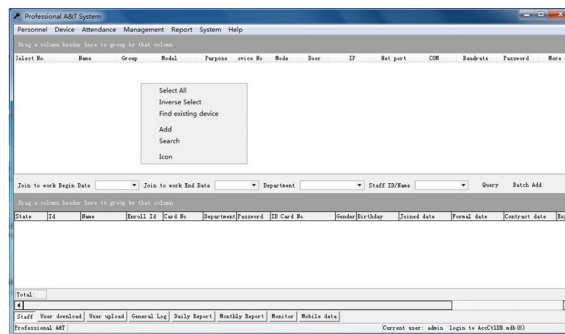 Professional A&T System
Personnel Device Attendance Management Report System Help
Drag a column header here to group by that column
Select No. Name Group Model Purpose rvice No Mode Door IP Net port COM Baudrate Password More
Select All
Inverse Select
Find existing device
Add
Search
Icon
Join to work Begin Date Join to work End Date Department Staff ID/Name Query Batch Add
Drag a column header here to group by that column
State Id Name Enroll Id Card No Department Password ID Card No. Gender Birthday Joined date Formal date Contract date
Total:
Staff User download User upload General Log Daily Report Monthly Report Monitor Mobile data
Professional A&T Current user: admin login to AccCtlDB.mdb(8)